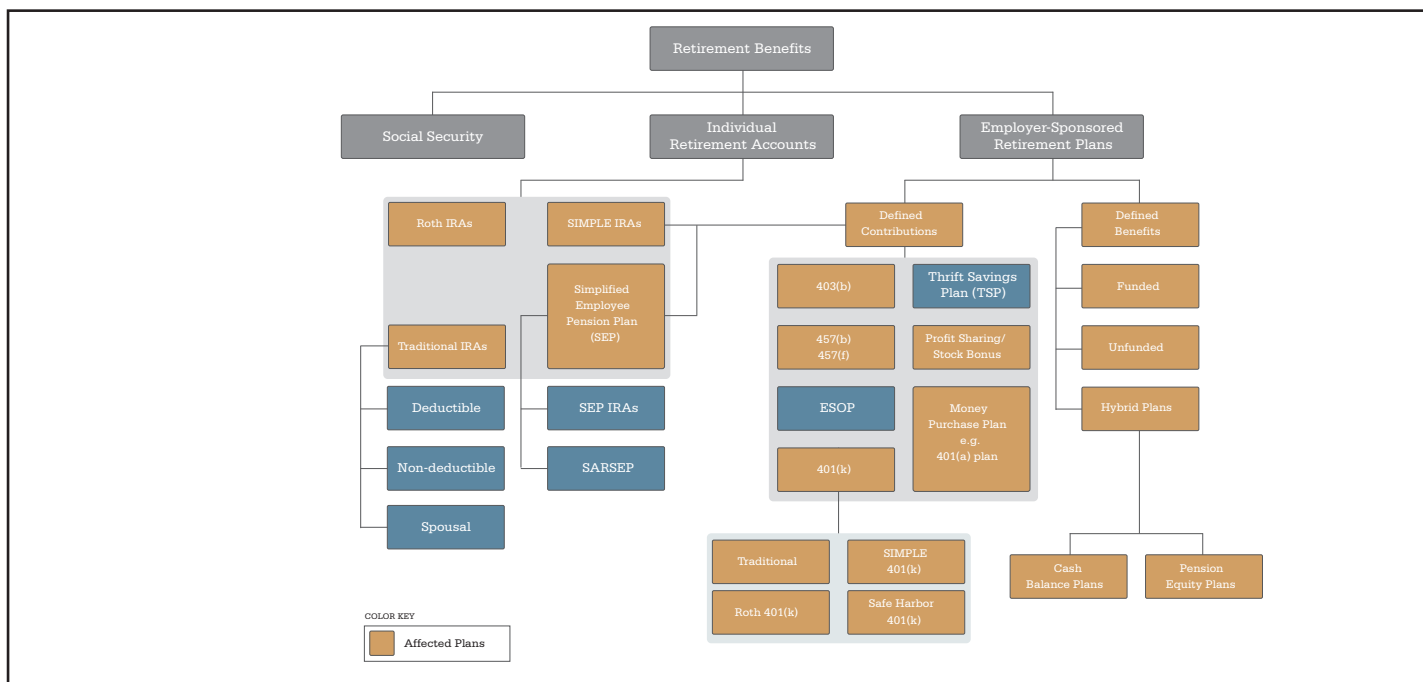 Retirement Benefits
Social Security
Individual
Retirement Accounts
Employer-Sponsored
Retirement Plans
Roth IRAs
SIMPLE IRAs
Simplified
Employee
Pension Plan
(SEP)
Traditional IRAs
Deductible
Non-deductible
Spousal
SEP IRAs
SARSEP
Defined
Contributions
403(b)
Thrift Savings
Plan (TSP)
457(b)
457(f)
Profit Sharing/
Stock Bonus
ESOP
Money
Purchase Plan
e.g.
401(a) plan
401(k)
Traditional
SIMPLE
401(k)
Roth 401(k)
Safe Harbor
401(k)
Defined
Benefits
Funded
Unfunded
Hybrid Plans
Cash
Balance Plans
Pension
Equity Plans
COLOR KEY
Affected Plans